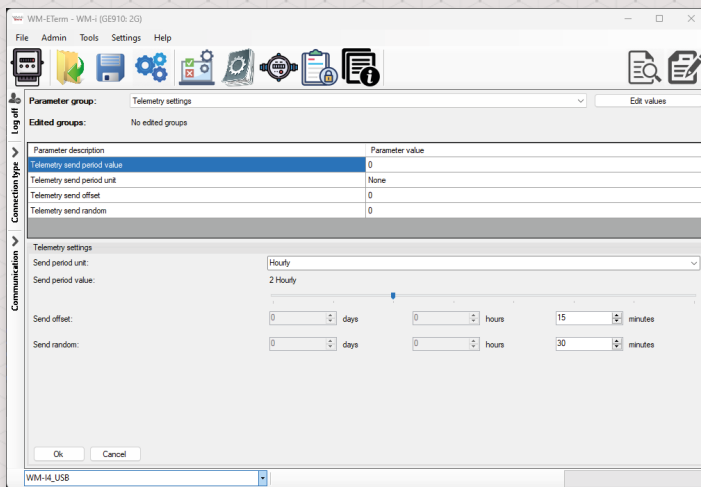 WM-ETerm - WM-i (GE910: 2G)
File Admin Tools Settings Help
Log off
Connection type
Communication
Parameter group: Telemetry settings Edit values
Edited groups: No edited groups
Parameter description Parameter value
Telemetry send period value 0
Telemetry send period unit None
Telemetry send offset 0
Telemetry send random 0
Telemetry settings
Send period unit: Hourly
Send period value: 2 Hourly
Send offset: 0 days 0 hours 15 minutes
Send random: 0 days 0 hours 30 minutes
Ok Cancel
WM-I4_USB